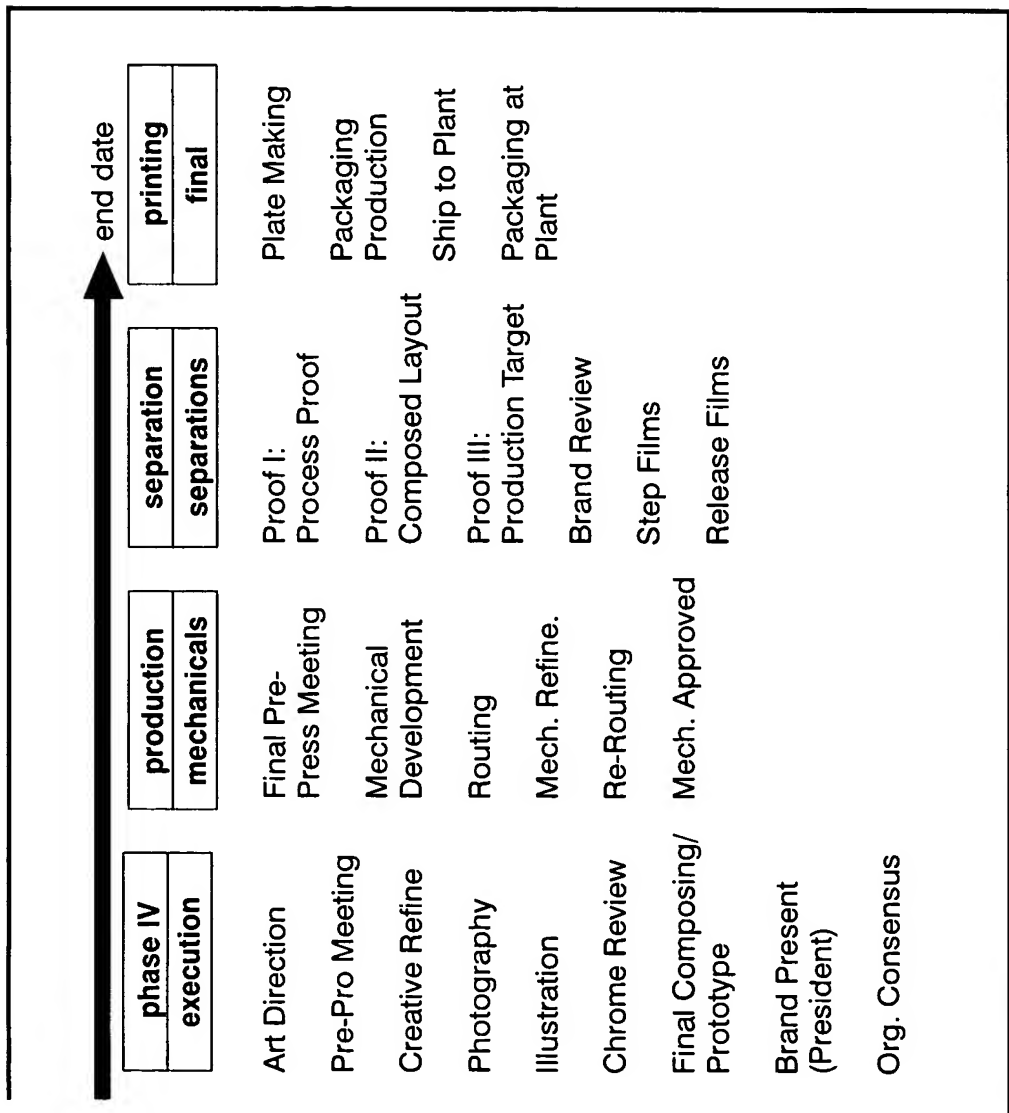 end date
phase IV
execution
Art Direction
Pre-Pro Meeting
Creative Refine
Photography
Illustration
Chrome Review
Final Composing/
Prototype
Brand Present
(President)
Org. Consensus
production
mechanicals
Final Pre-
Press Meeting
Mechanical
Development
Routing
Mech. Refine.
Re-Routing
Mech. Approved
separation
separations
Proof I:
Process Proof
Proof II:
Composed Layout
Proof III:
Production Target
Brand Review
Step Films
Release Films
printing
final
Plate Making
Packaging
Production
Ship to Plant
Packaging at
Plant